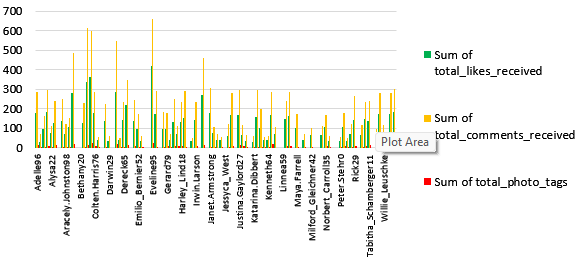 700
600
500
400
300
200
100
0
Adelle96
Alysa22
Aracely.Johnston98
Bethany20
Colten.Harris76
Darwin29
Dereck65
Emilio_Bernier52
Eveline95
Gerard79
Harley_Lind18
Irwin.Larson
Janet.Armstrong
Jessyca_West
Justina.Gaylord27
Katarina.Dibbert
Kenneth64
Linnea59
Maya.Farrell
Milford_Gleichner42
Norbert_Carroll35
Peter.Stehr0
Rick29
Tabitha_Schamberger11
Willie_Leuschke
Sum of
total_likes_received
Sum of
total_comments_received
Plot Area
Sum of total_photo_tags